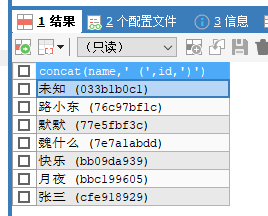 1 结果 2 个配置文件 3 信息
（只读）
concat(name,' (',id,')')
未知 (033b1b0c1)
路小东 (76c97bf1c)
默默 (77e5fbf3c)
魏什么 (7e7a1abdd)
快乐 (bb09da939)
月夜 (bbc199605)
张三 (cfe918929)